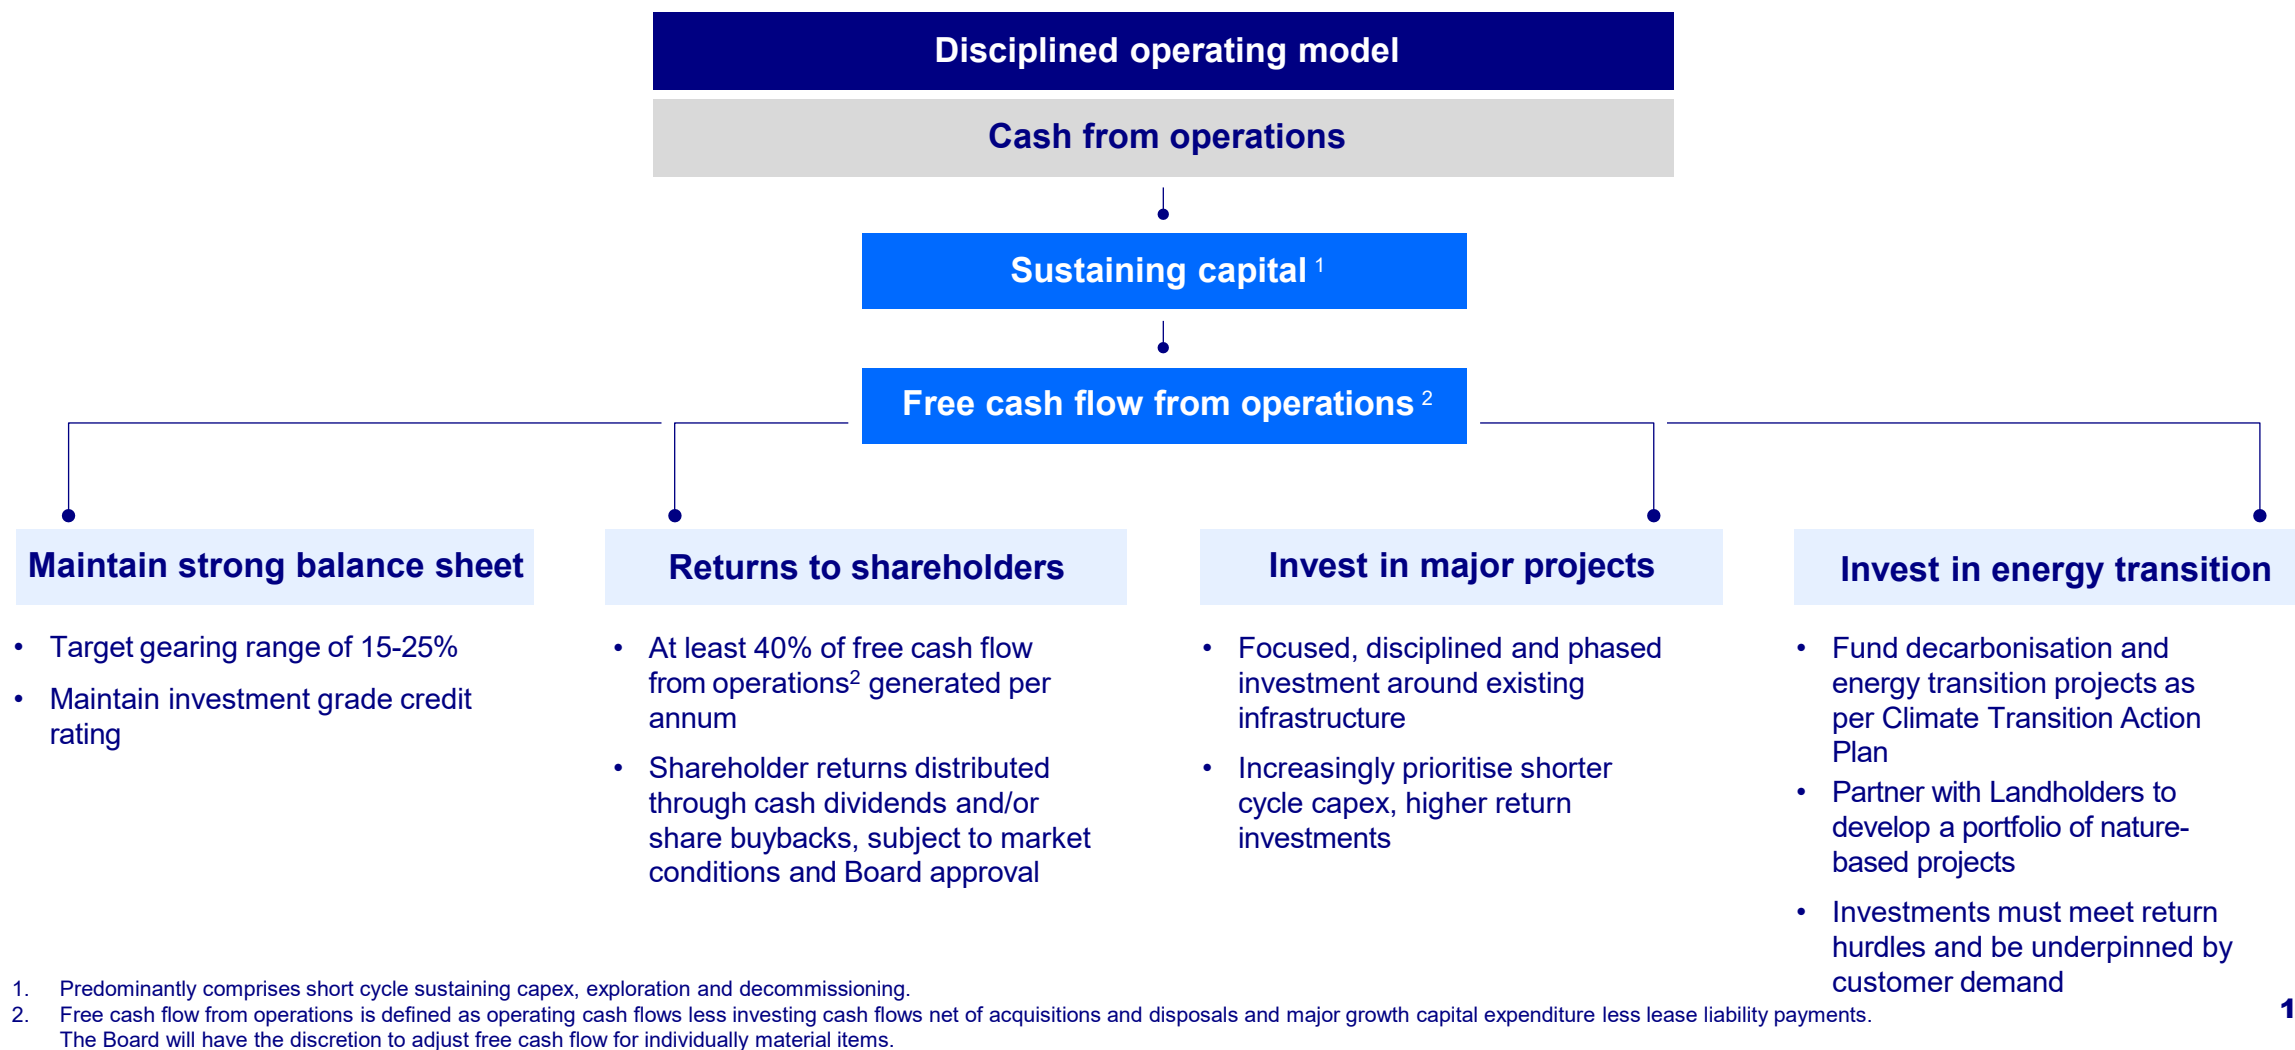 Disciplined operating model
Cash from operations
Sustaining capital 1
Free cash flow from operations 2
Maintain strong balance sheet
• Target gearing range of 15-25%
• Maintain investment grade credit
rating
Returns to shareholders
• At least 40% of free cash flow
from operations2 generated per
annum
• Shareholder returns distributed
through cash dividends and/or
share buybacks, subject to market
conditions and Board approval
Invest in major projects
• Focused, disciplined and phased
investment around existing
infrastructure
• Increasingly prioritise shorter
cycle capex, higher return
investments
Invest in energy transition
• Fund decarbonisation and
energy transition projects as
per Climate Transition Action
Plan
• Partner with Landholders to
develop a portfolio of nature-
based projects
• Investments must meet return
hurdles and be underpinned by
customer demand
1. Predominantly comprises short cycle sustaining capex, exploration and decommissioning.
2. Free cash flow from operations is defined as operating cash flows less investing cash flows net of acquisitions and disposals and major growth capital expenditure less lease liability payments.
The Board will have the discretion to adjust free cash flow for individually material items.
1